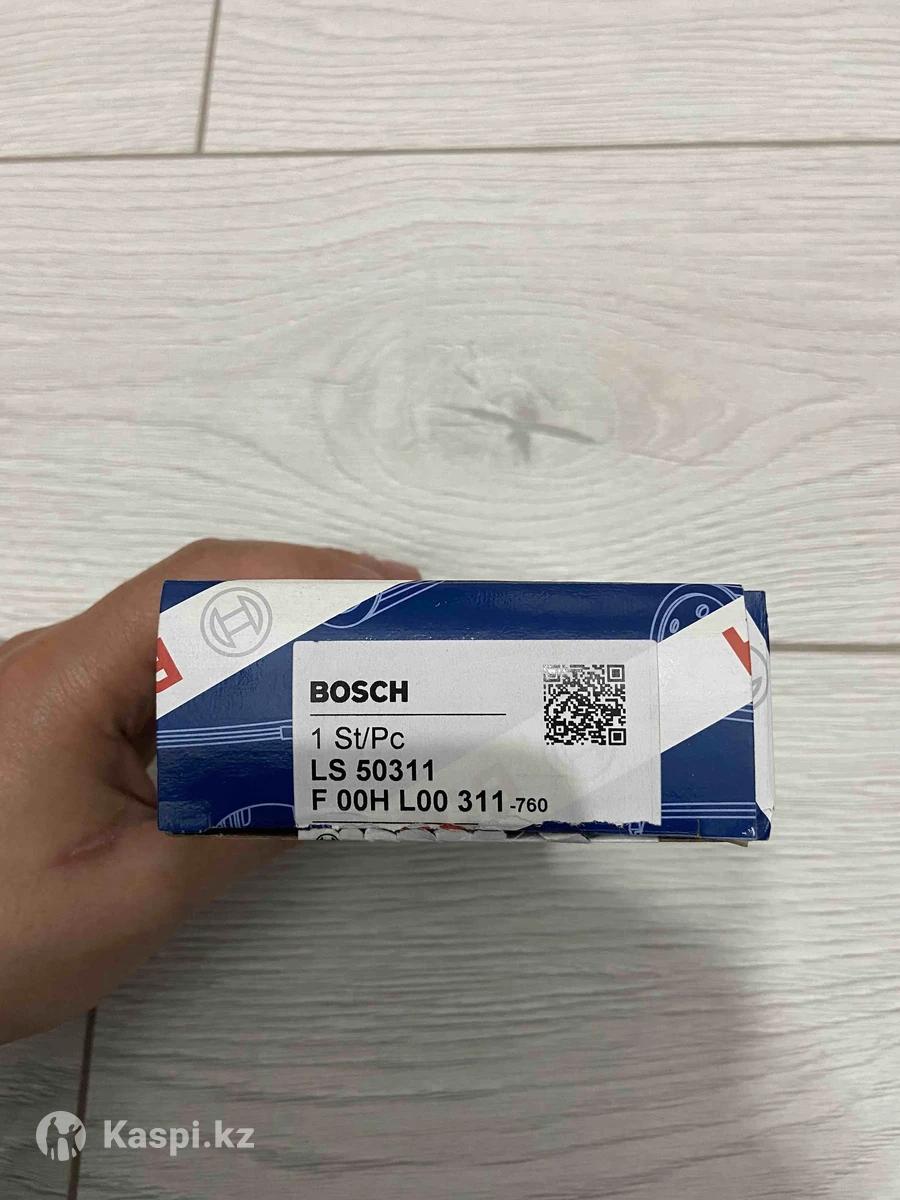 BOSCH
1 St/Pc
LS 50311
F 00H L00 311-760
Kaspi.kz